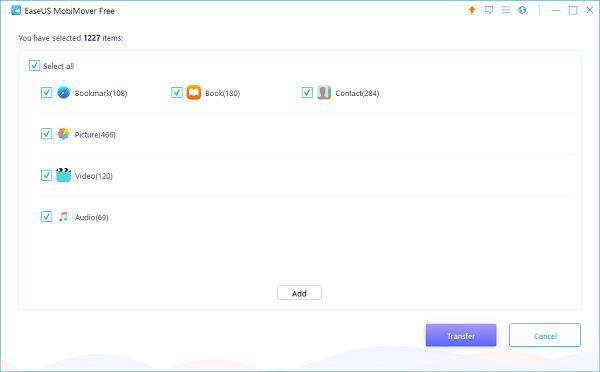 EaseUS MobiMover Free
You have selected 1227 items:
Select all
Bookmark(108) Book(180) Contact(284)
Picture(466)
Video(120)
Audio(69)
Add
Transfer Cancel